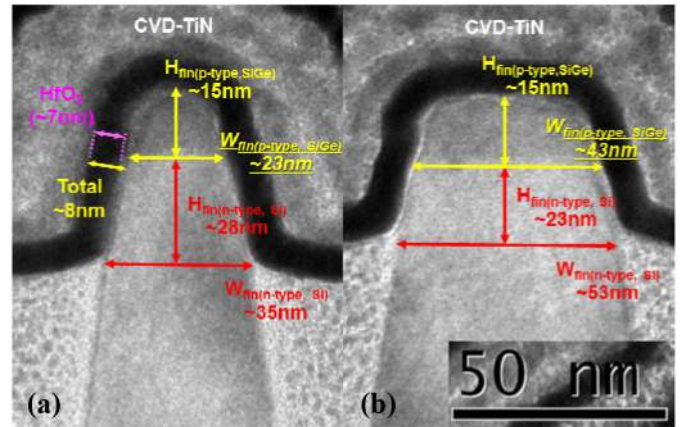 CVD-TiN
Hfin(p-type,SiGe)
~15nm
HfO2
(~7nm)
Wfin(p-type, SiGe)
~23nm
Total
~8nm
Hfin(n-type, Si)
~28nm
Wfin(n-type, Si)
~35nm
(a)
CVD-TiN
Hfin(p-type,SiGe)
~15nm
Wfin(p-type, SiGe)
~43nm
Hfin(n-type, Si)
~23nm
Wfin(n-type, Si)
~53nm
50 nm
(b)